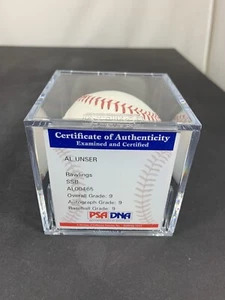 Certificate of Authenticity
Examined and Certified
AL UNSER
Rawlings
SSB
AL00465
Overall Grade: 9
Autograph Grade: 9
Baseball Grade: 9
PSA DNA